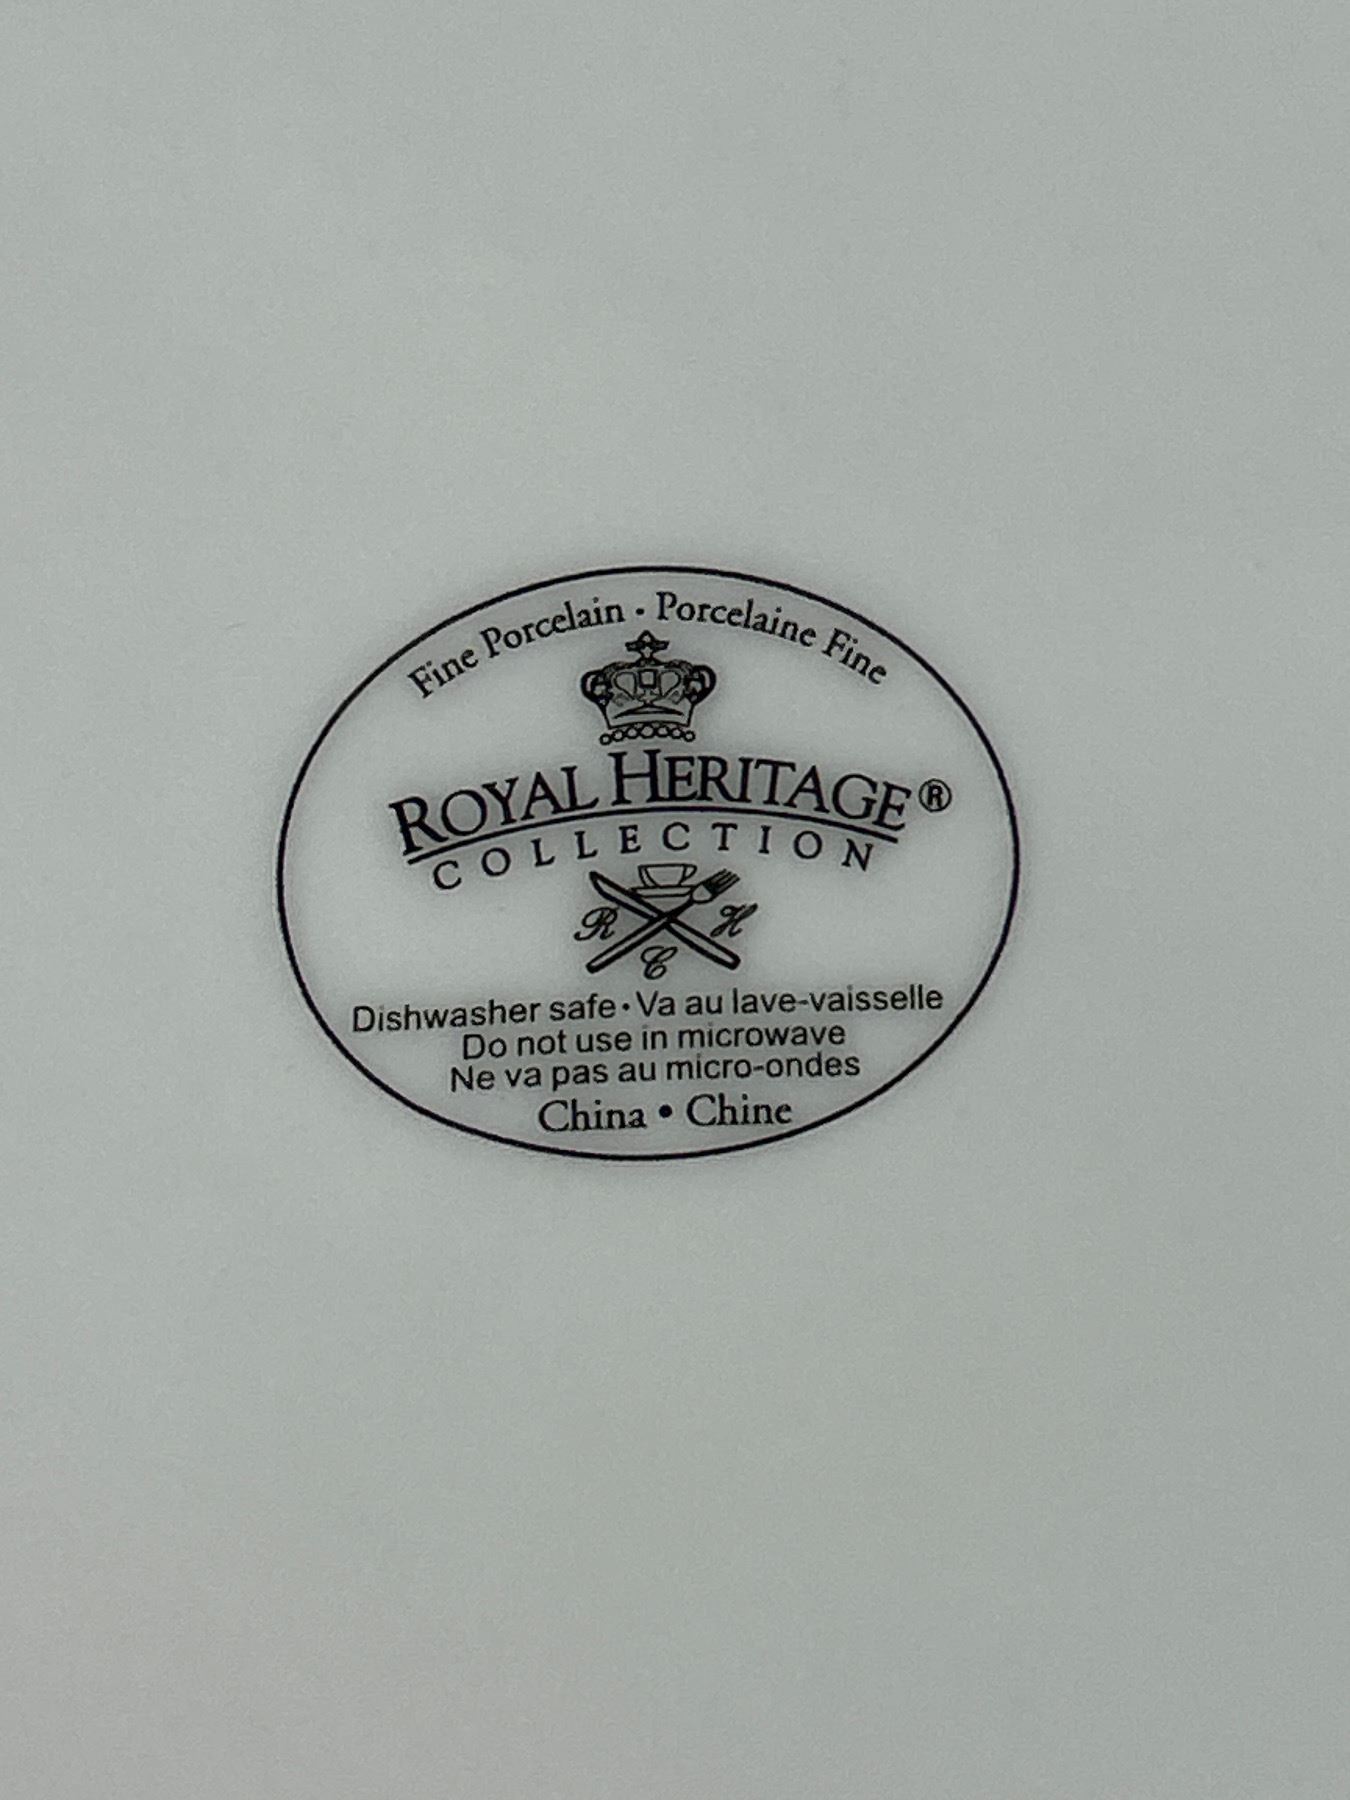 Fine Porcelain · Porcelaine Fine
ROYAL HERITAGE®
COLLECTION
R H
C
Dishwasher safe · Va au lave-vaisselle
Do not use in microwave
Ne va pas au micro-ondes
China • Chine